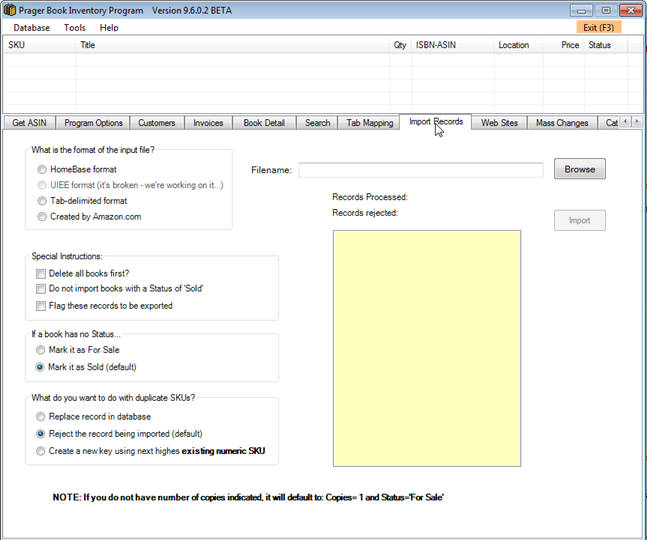 Prager Book Inventory Program Version 9.6.0.2 BETA
Database Tools Help Exit (F3)
SKU Title Qty ISBN-ASIN Location Price Status
Get ASIN Program Options Customers Invoices Book Detail Search Tab Mapping Import Records Web Sites Mass Changes Cat
What is the format of the input file?
HomeBase format
UIEE format (it's broken - we're working on it...)
Tab-delimited format
Created by Amazon.com
Filename: Browse
Records Processed:
Records rejected:
Import
Special Instructions:
Delete all books first?
Do not import books with a Status of 'Sold'
Flag these records to be exported
If a book has no Status...
Mark it as For Sale
Mark it as Sold (default)
What do you want to do with duplicate SKUs?
Replace record in database
Reject the record being imported (default)
Create a new key using next highes existing numeric SKU
NOTE: If you do not have number of copies indicated, it will default to: Copies= 1 and Status='For Sale'